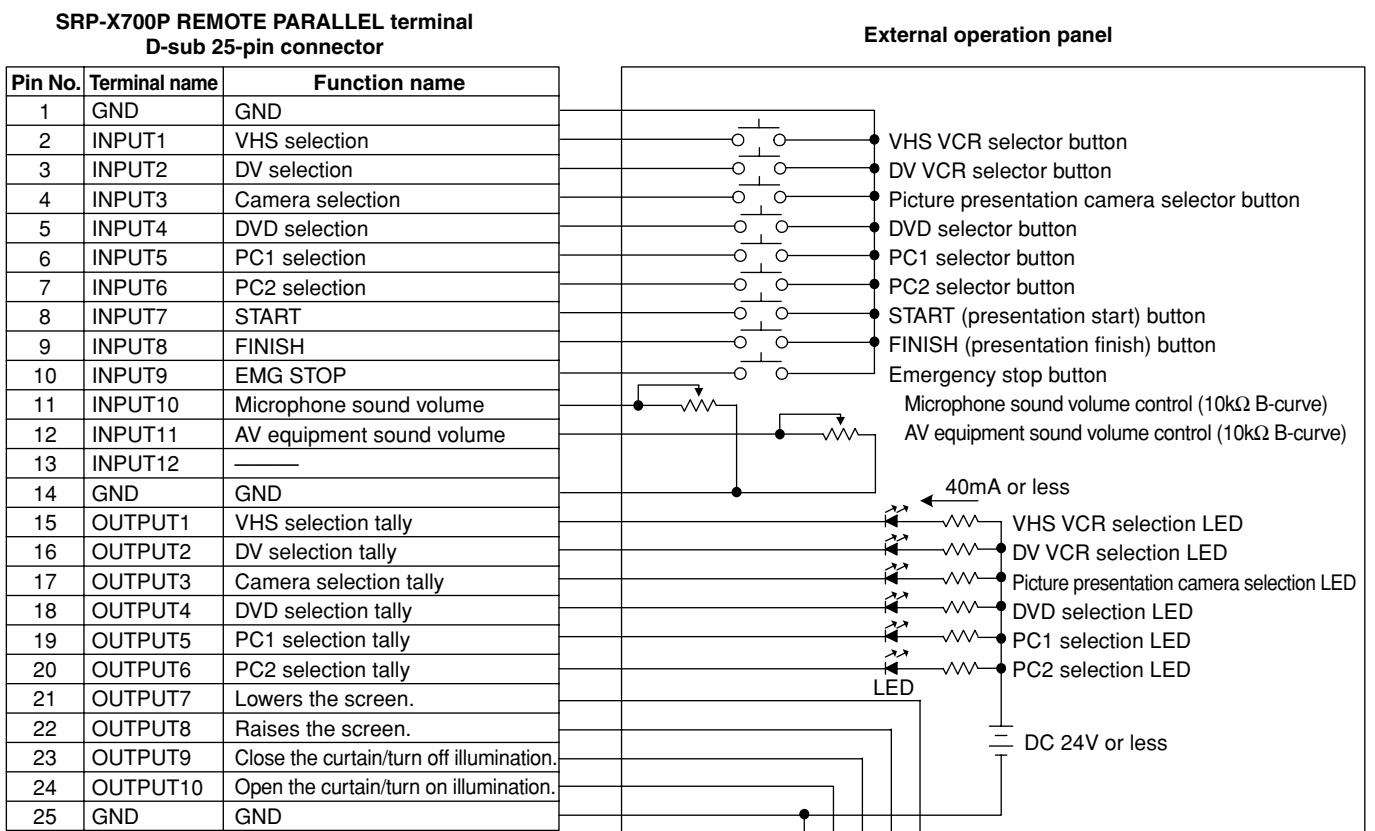 SRP-X700P REMOTE PARALLEL terminal
D-sub 25-pin connector
External operation panel
Pin No. Terminal name Function name
1 GND GND
2 INPUT1 VHS selection VHS VCR selector button
3 INPUT2 DV selection DV VCR selector button
4 INPUT3 Camera selection Picture presentation camera selector button
5 INPUT4 DVD selection DVD selector button
6 INPUT5 PC1 selection PC1 selector button
7 INPUT6 PC2 selection PC2 selector button
8 INPUT7 START START (presentation start) button
9 INPUT8 FINISH FINISH (presentation finish) button
10 INPUT9 EMG STOP Emergency stop button
11 INPUT10 Microphone sound volume Microphone sound volume control (10kΩ B-curve)
12 INPUT11 AV equipment sound volume AV equipment sound volume control (10kΩ B-curve)
13 INPUT12 ———
14 GND GND 40mA or less
15 OUTPUT1 VHS selection tally VHS VCR selection LED
16 OUTPUT2 DV selection tally DV VCR selection LED
17 OUTPUT3 Camera selection tally Picture presentation camera selection LED
18 OUTPUT4 DVD selection tally DVD selection LED
19 OUTPUT5 PC1 selection tally PC1 selection LED
20 OUTPUT6 PC2 selection tally PC2 selection LED
LED
21 OUTPUT7 Lowers the screen.
22 OUTPUT8 Raises the screen.
DC 24V or less
23 OUTPUT9 Close the curtain/turn off illumination.
24 OUTPUT10 Open the curtain/turn on illumination.
25 GND GND